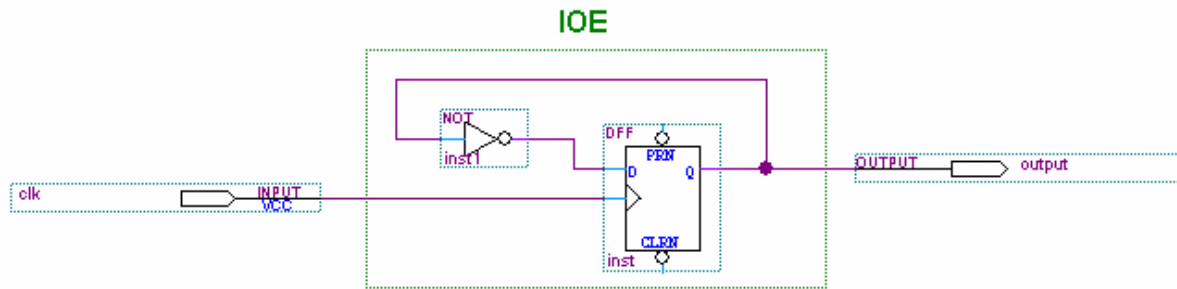 IOE
NOT
inst1
DFF
PRN
D
Q
CLRN
inst
clk
INPUT
VCC
OUTPUT
output